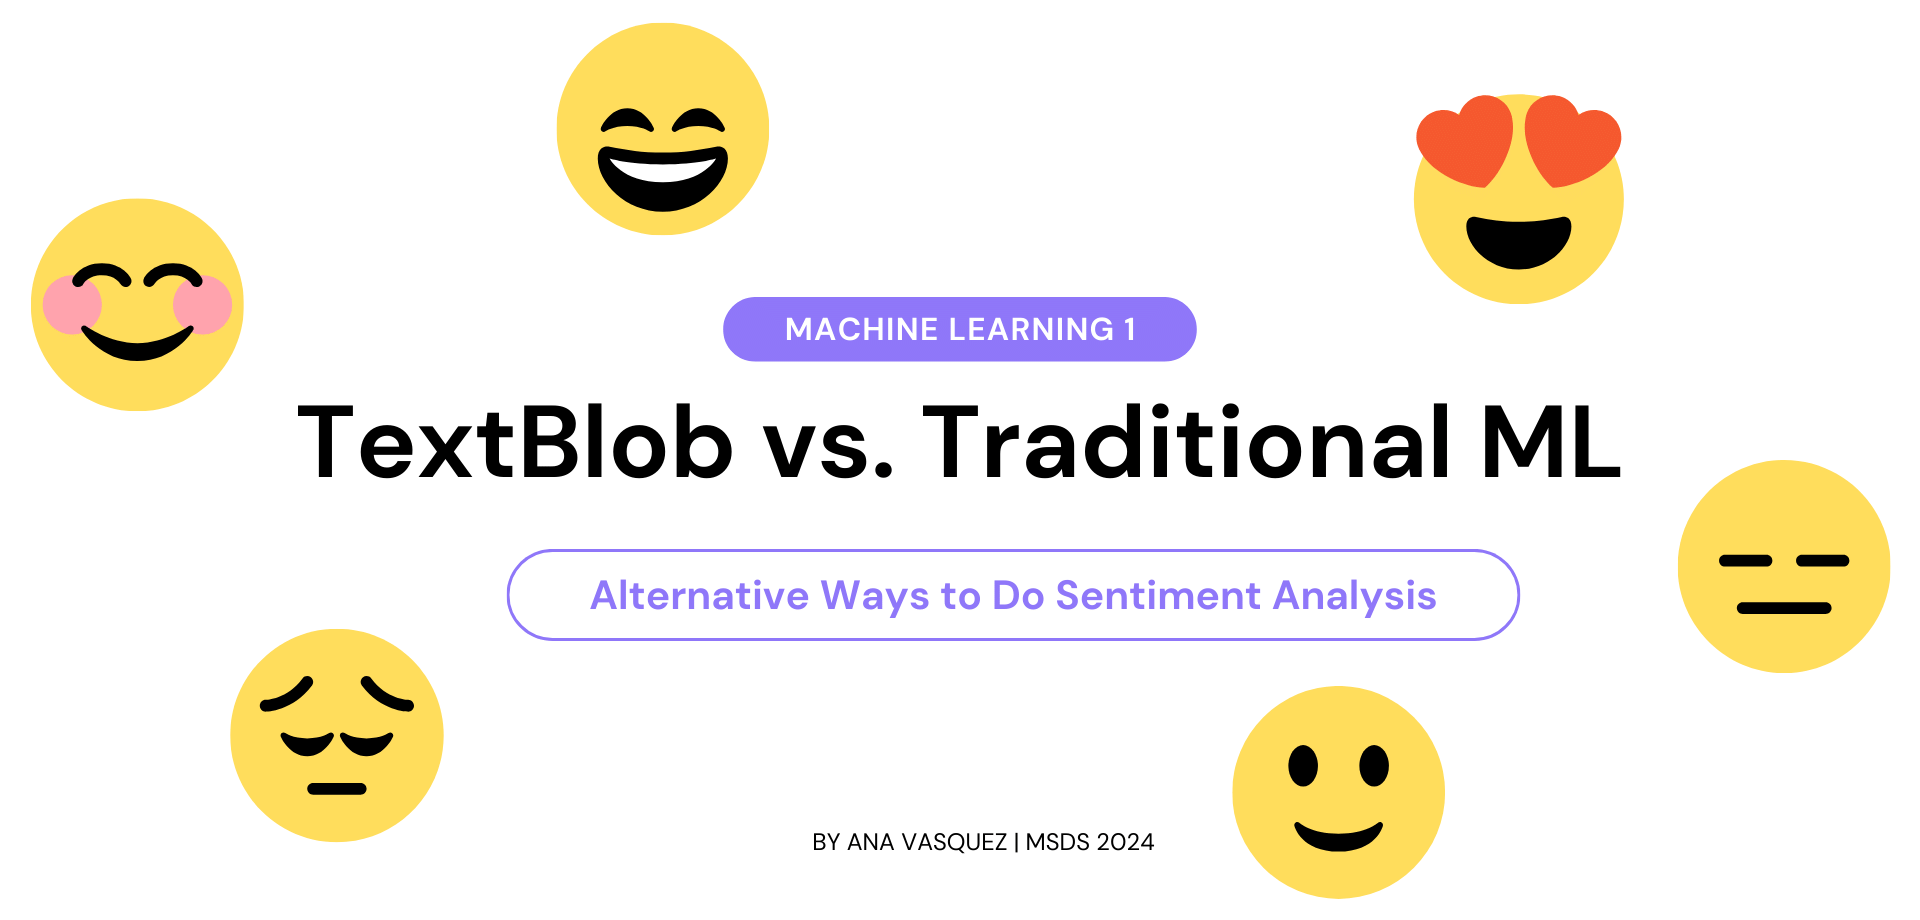 MACHINE LEARNING 1
TextBlob vs. Traditional ML
Alternative Ways to Do Sentiment Analysis
BY ANA VASQUEZ | MSDS 2024